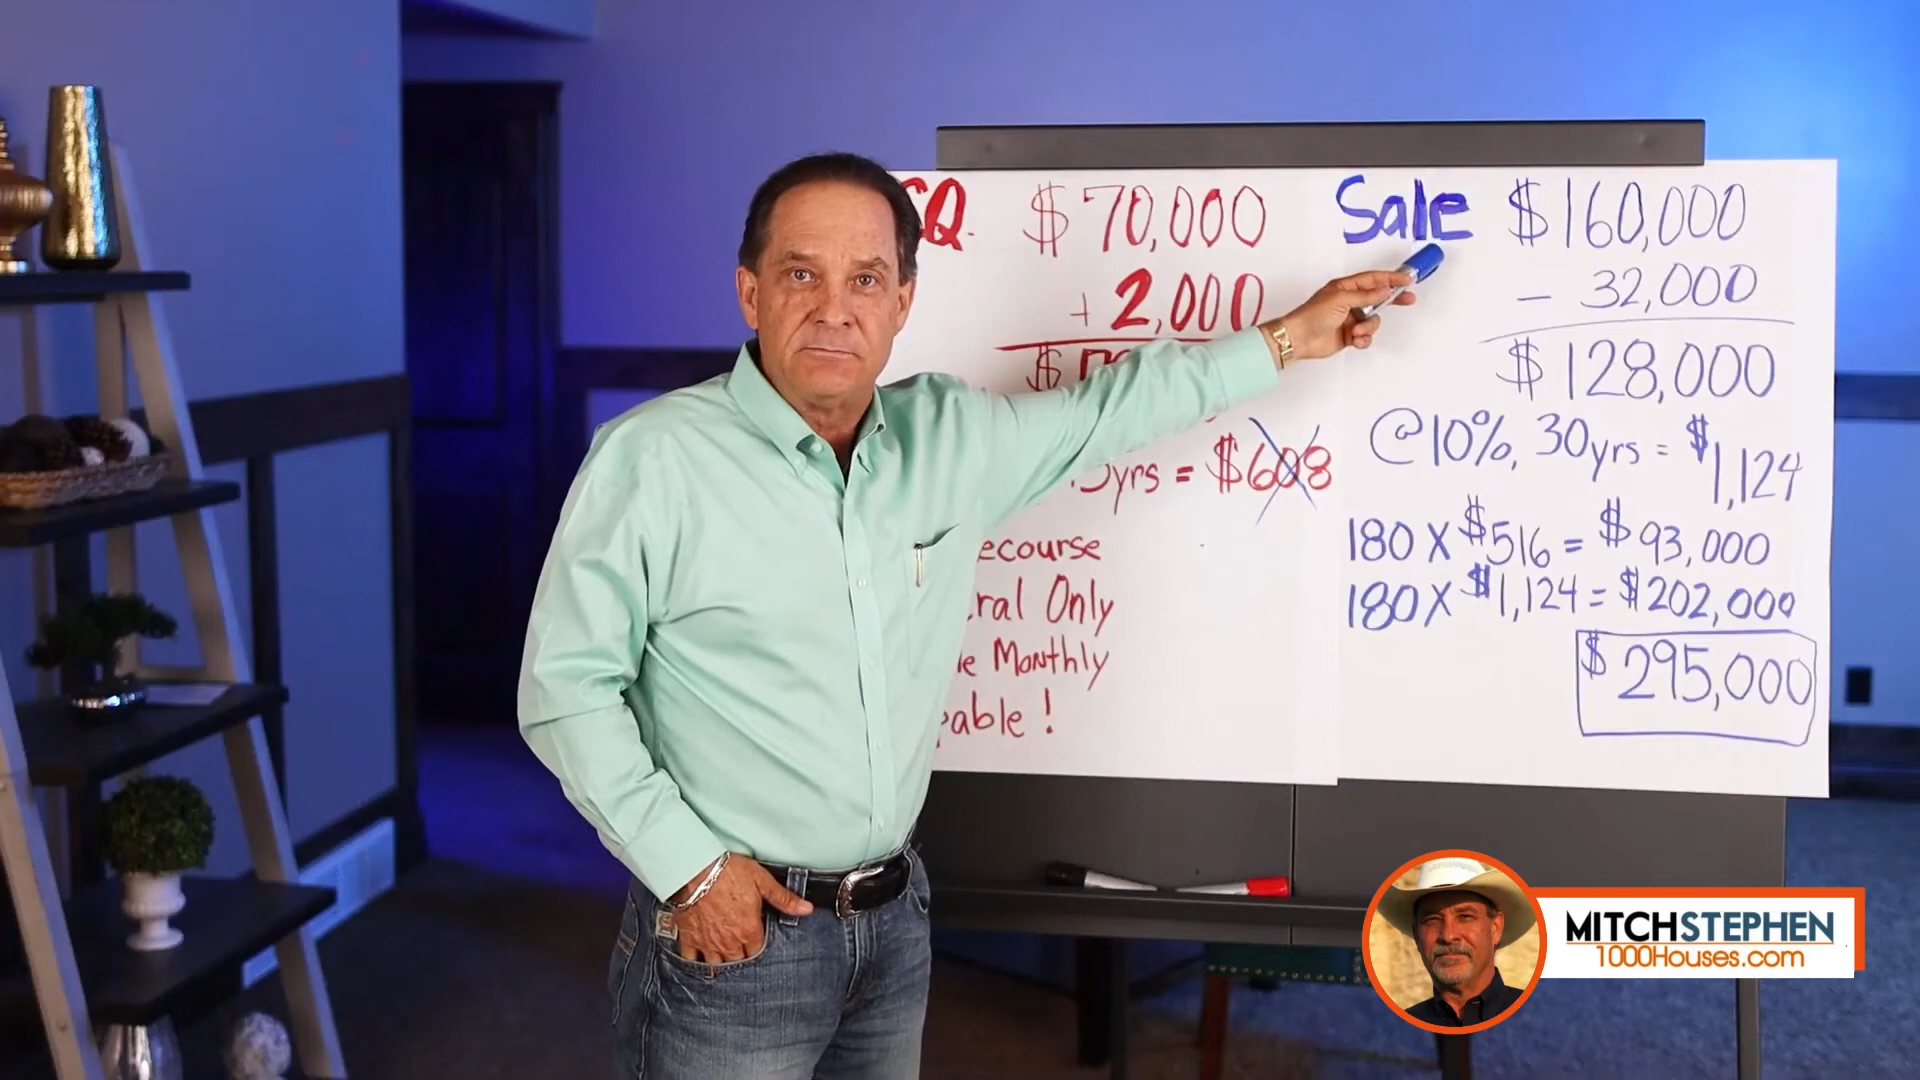 $70,000
+ 2,000
$
yrs = $608
ecourse
ral Only
Monthly
able!
Sale $160,000
- 32,000
$128,000
@10%, 30yrs = $1,124
180 X $516 = $93,000
180 X $1,124 = $202,000
$295,000
MITCHSTEPHEN
1000Houses.com